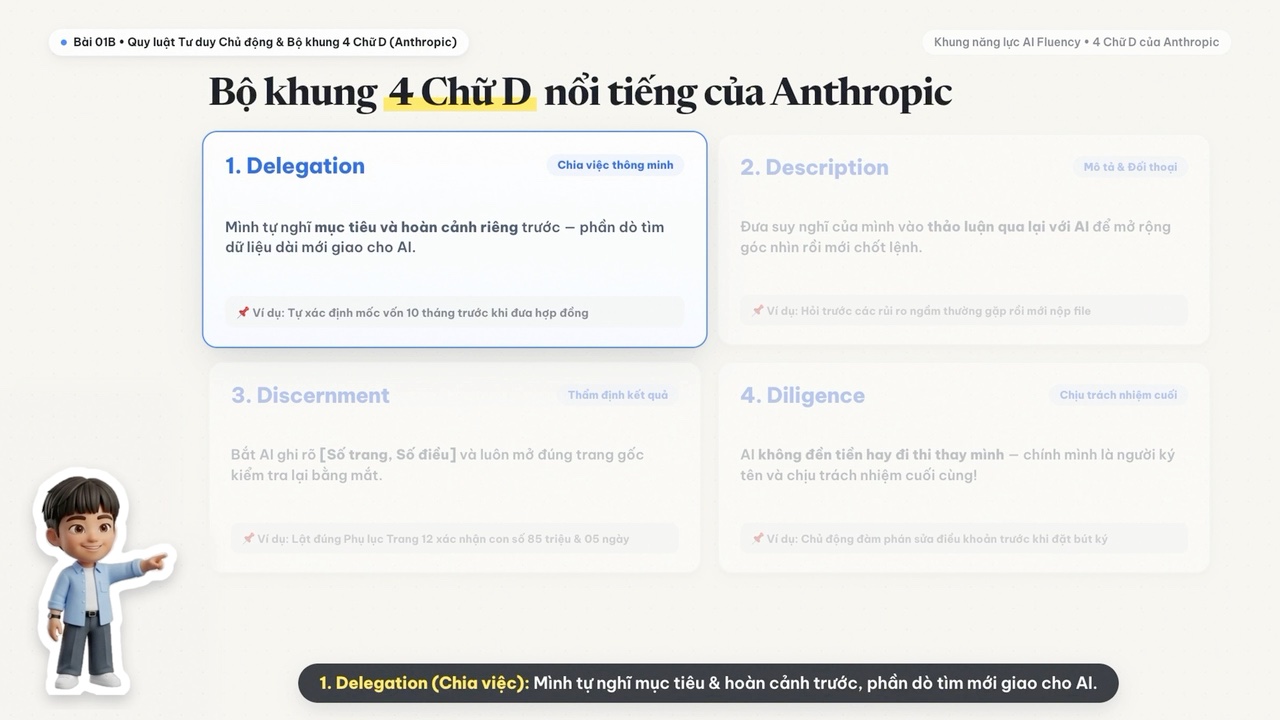 Bài 01B • Quy luật Tư duy Chủ động & Bộ khung 4 Chữ D (Anthropic)
Khung năng lực AI Fluency • 4 Chữ D của Anthropic
Bộ khung 4 Chữ D nổi tiếng của Anthropic
1. Delegation
Chia việc thông minh
Mình tự nghĩ mục tiêu và hoàn cảnh riêng trước — phần dò tìm
dữ liệu dài mới giao cho AI.
📌 Ví dụ: Tự xác định mốc vốn 10 tháng trước khi đưa hợp đồng
2. Description
Mô tả & Đối thoại
Đưa suy nghĩ của mình vào thảo luận qua lại với AI để mở rộng
góc nhìn rồi mới chốt lệnh.
📌 Ví dụ: Hỏi trước các rủi ro ngầm thường gặp rồi mới nộp file
3. Discernment
Thẩm định kết quả
Bắt AI ghi rõ [Số trang, Số điều] và luôn mở đúng trang gốc
kiểm tra lại bằng mắt.
📌 Ví dụ: Lật đúng Phụ lục Trang 12 xác nhận con số 85 triệu & 05 ngày
4. Diligence
Chịu trách nhiệm cuối
AI không đền tiền hay đi thi thay mình — chính mình là người ký
tên và chịu trách nhiệm cuối cùng!
📌 Ví dụ: Chủ động đàm phán sửa điều khoản trước khi đặt bút ký
1. Delegation (Chia việc): Mình tự nghĩ mục tiêu & hoàn cảnh trước, phần dò tìm mới giao cho AI.